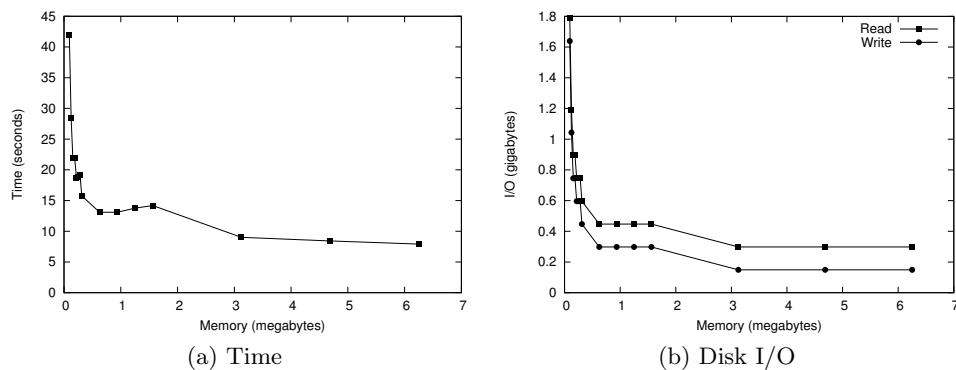 45
40
35
30
25
20
15
10
5
0
Time (seconds)
0 1 2 3 4 5 6 7
Memory (megabytes)
(a) Time
1.8
1.6
1.4
1.2
1
0.8
0.6
0.4
0.2
0
I/O (gigabytes)
Read
Write
0 1 2 3 4 5 6 7
Memory (megabytes)
(b) Disk I/O